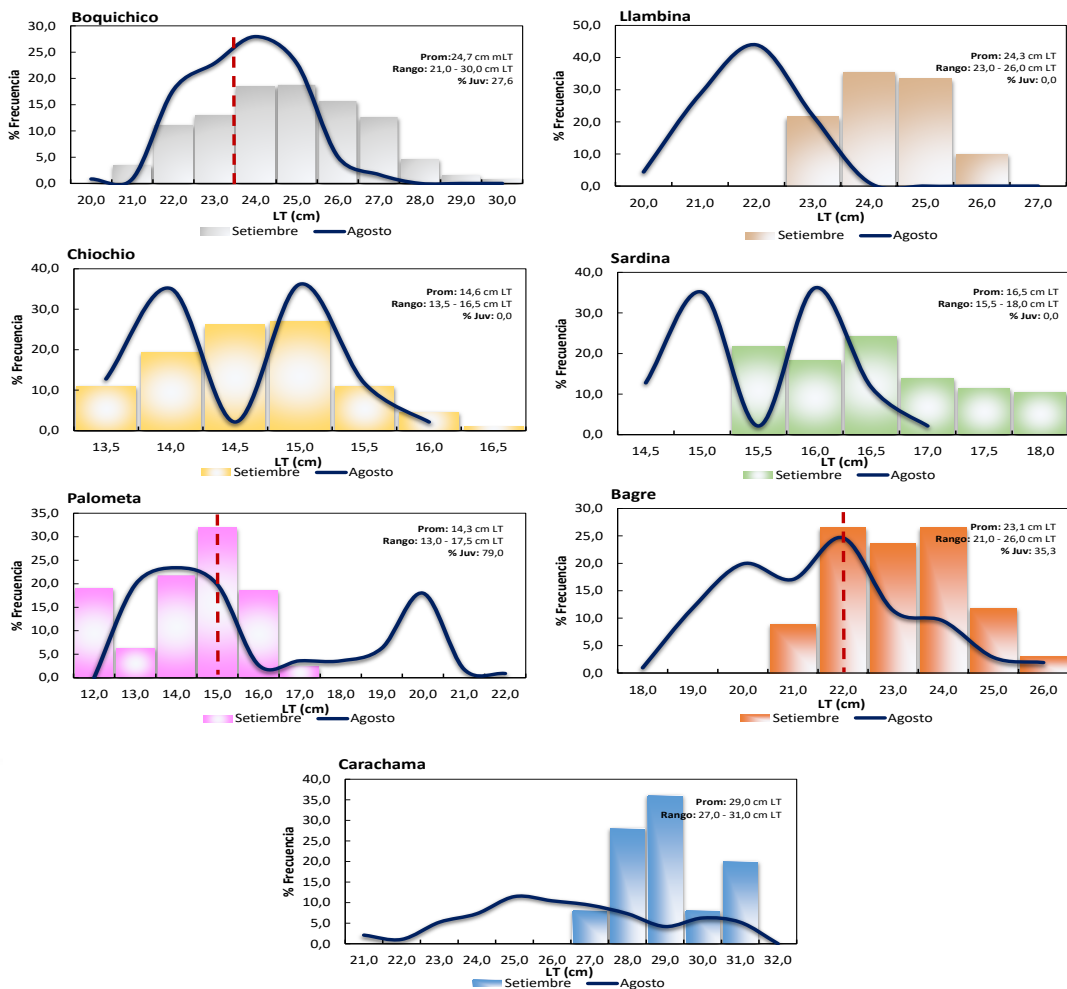 Boquichico
% Frecuencia
30,0
25,0
20,0
15,0
10,0
5,0
0,0
Prom:24,7 cm mLT
Rango: 21,0 - 30,0 cm LT
% Juv: 27,6
20,0 21,0 22,0 23,0 24,0 25,0 26,0 27,0 28,0 29,0 30,0
LT (cm)
Setiembre Agosto
Llambina
% Frecuencia
50,0
40,0
30,0
20,0
10,0
0,0
Prom: 24,3 cm LT
Rango: 23,0 - 26,0 cm LT
% Juv: 0,0
20,0 21,0 22,0 23,0 24,0 25,0 26,0 27,0
LT (cm)
Setiembre Agosto
Chiochio
% Frecuencia
40,0
30,0
20,0
10,0
0,0
Prom: 14,6 cm LT
Rango: 13,5 - 16,5 cm LT
% Juv: 0,0
13,5 14,0 14,5 15,0 15,5 16,0 16,5
LT (cm)
Setiembre Agosto
Sardina
% Frecuencia
40,0
30,0
20,0
10,0
0,0
Prom: 16,5 cm LT
Rango: 15,5 - 18,0 cm LT
% Juv: 0,0
14,5 15,0 15,5 16,0 16,5 17,0 17,5 18,0
LT (cm)
Setiembre Agosto
Palometa
% Frecuencia
35,0
30,0
25,0
20,0
15,0
10,0
5,0
0,0
Prom: 14,3 cm LT
Rango: 13,0 - 17,5 cm LT
% Juv: 79,0
12,0 13,0 14,0 15,0 16,0 17,0 18,0 19,0 20,0 21,0 22,0
LT (cm)
Setiembre Agosto
Bagre
% Frecuencia
30,0
25,0
20,0
15,0
10,0
5,0
0,0
Prom: 23,1 cm LT
Rango: 21,0 - 26,0 cm LT
% Juv: 35,3
18,0 19,0 20,0 21,0 22,0 23,0 24,0 25,0 26,0
LT (cm)
Setiembre Agosto
Carachama
% Frecuencia
40,0
35,0
30,0
25,0
20,0
15,0
10,0
5,0
0,0
Prom: 29,0 cm LT
Rango: 27,0 - 31,0 cm LT
21,0 22,0 23,0 24,0 25,0 26,0 27,0 28,0 29,0 30,0 31,0 32,0
LT (cm)
Setiembre Agosto